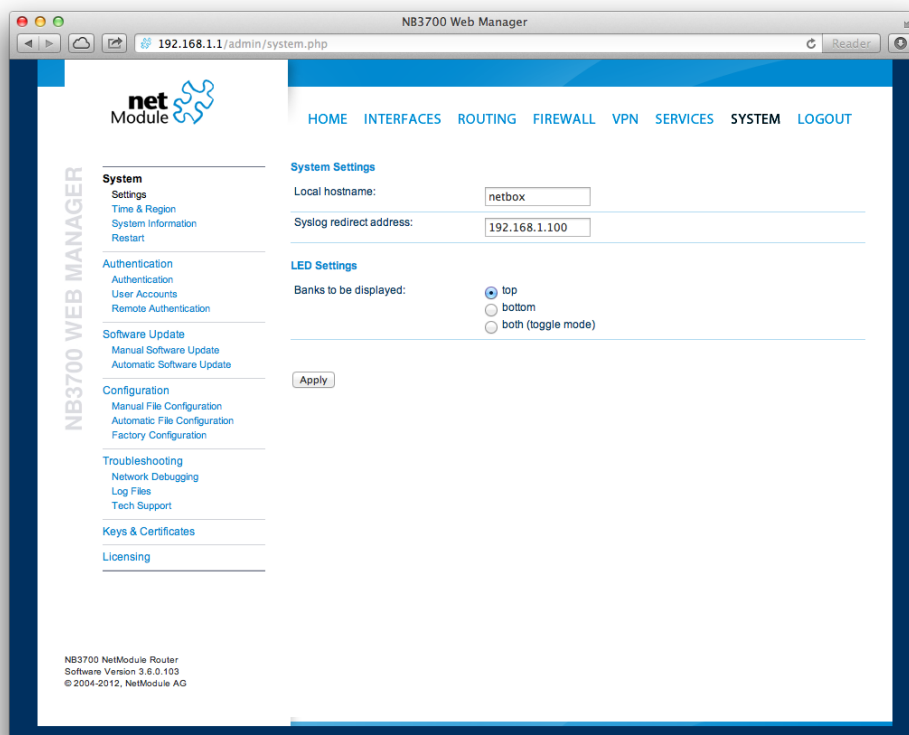 NB3700 Web Manager
192.168.1.1/admin/system.php
Reader
net
Module
HOME INTERFACES ROUTING FIREWALL VPN SERVICES SYSTEM LOGOUT
NB3700 WEB MANAGER
System
Settings
Time & Region
System Information
Restart
Authentication
Authentication
User Accounts
Remote Authentication
Software Update
Manual Software Update
Automatic Software Update
Configuration
Manual File Configuration
Automatic File Configuration
Factory Configuration
Troubleshooting
Network Debugging
Log Files
Tech Support
Keys & Certificates
Licensing
System Settings
Local hostname: netbox
Syslog redirect address: 192.168.1.100
LED Settings
Banks to be displayed: top
bottom
both (toggle mode)
Apply
NB3700 NetModule Router
Software Version 3.6.0.103
© 2004-2012, NetModule AG